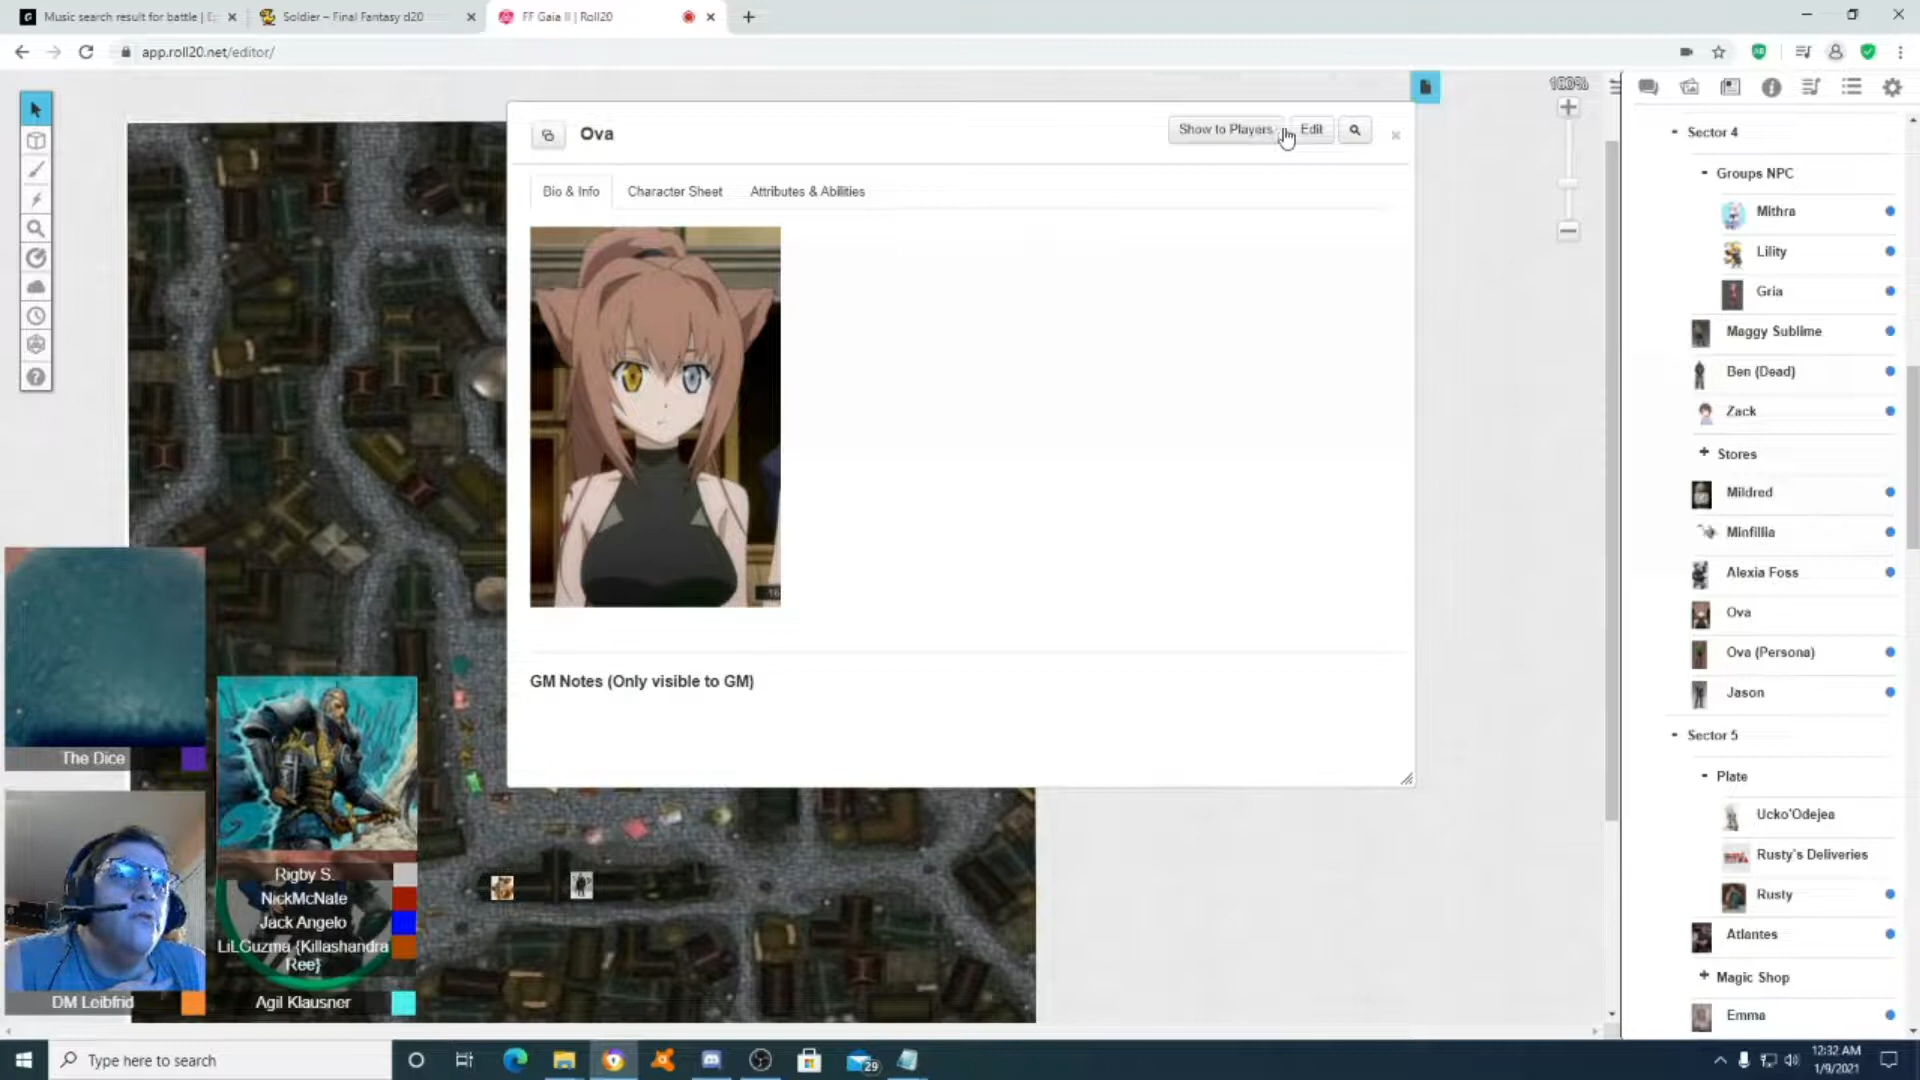 Music search result for battle | E
Soldier – Final Fantasy d20
FF Gaia II | Roll20
app.roll20.net/editor/
100%
Ova
Show to Players
Edit
Bio & Info
Character Sheet
Attributes & Abilities
GM Notes (Only visible to GM)
Sector 4
Groups NPC
Mithra
Lility
Gria
Maggy Sublime
Ben (Dead)
Zack
Stores
Mildred
Minfillia
Alexia Foss
Ova
Ova (Persona)
Jason
Sector 5
Plate
Ucko'Odejea
Rusty's Deliveries
Rusty
Atlantes
Magic Shop
Emma
The Dice
DM Leibfrid
Rigby S.
NickMcNate
Jack Angelo
LiLGuzma {Killashandra
Ree}
Agil Klausner
Type here to search
29
12:32 AM
1/9/2021